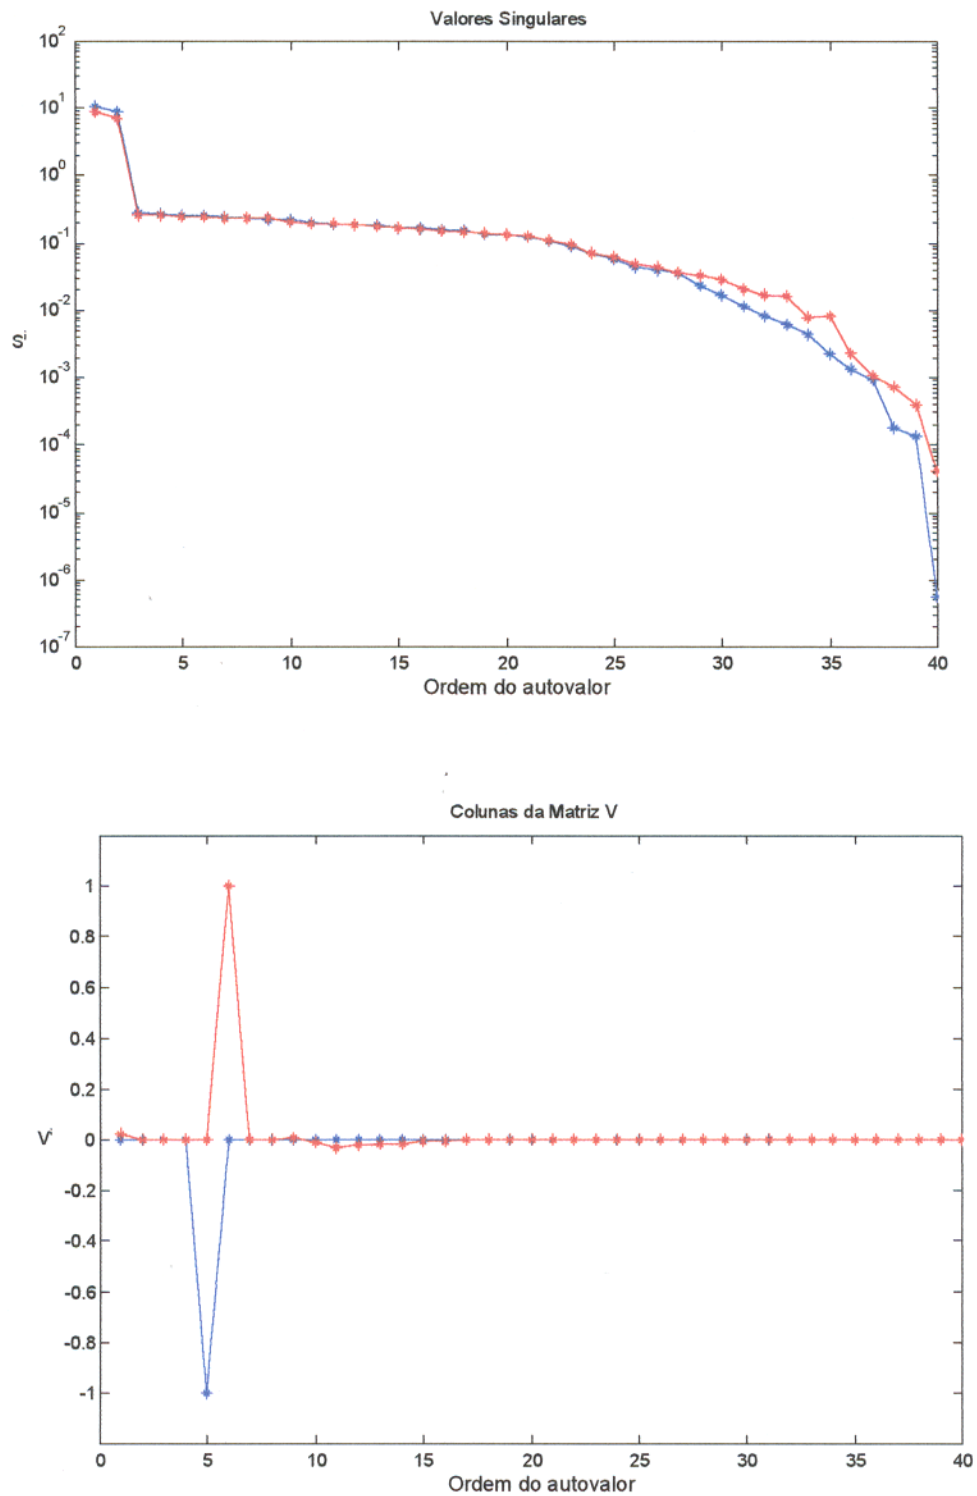 Valores Singulares
10^2
10^1
10^0
10^-1
10^-2
10^-3
10^-4
10^-5
10^-6
10^-7
S_i
0 5 10 15 20 25 30 35 40
Ordem do autovalor
Colunas da Matriz V
1
0.8
0.6
0.4
0.2
0
-0.2
-0.4
-0.6
-0.8
-1
V^i
0 5 10 15 20 25 30 35 40
Ordem do autovalor